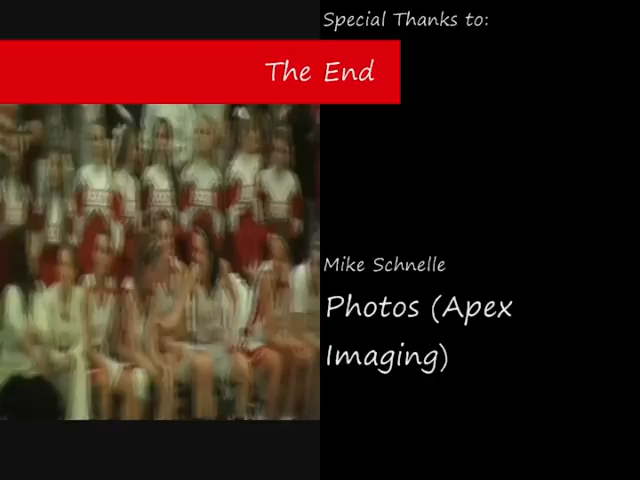 Special Thanks to:
The End
Mike Schnelle
Photos (Apex
Imaging)